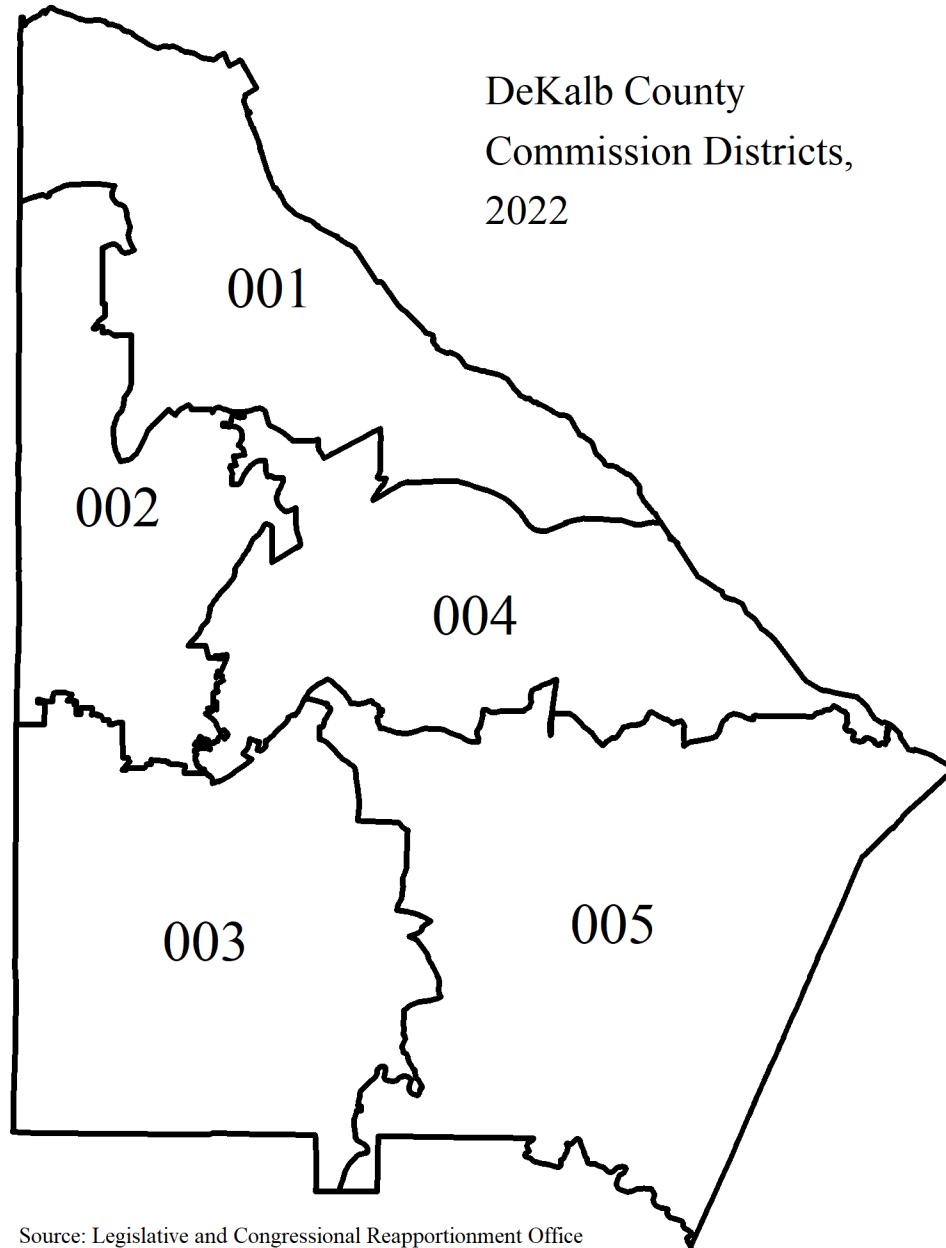 DeKalb County
Commission Districts,
2022
001
002
004
003
005
Source: Legislative and Congressional Reapportionment Office